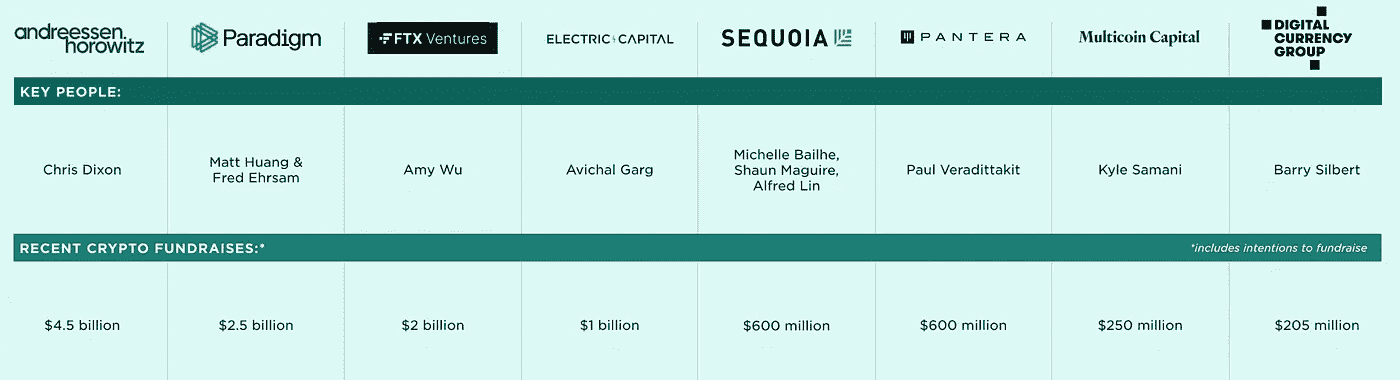 andreessen.
horowitz
Paradigm
FTX Ventures
ELECTRIC CAPITAL
SEQUOIA
PANTERA
Multicoin Capital
DIGITAL
CURRENCY
GROUP
KEY PEOPLE:
Chris Dixon
Matt Huang &
Fred Ehrsam
Amy Wu
Avichal Garg
Michelle Bailhe,
Shaun Maguire,
Alfred Lin
Paul Veradittakit
Kyle Samani
Barry Silbert
RECENT CRYPTO FUNDRAISES:*
*includes intentions to fundraise
$4.5 billion
$2.5 billion
$2 billion
$1 billion
$600 million
$600 million
$250 million
$205 million